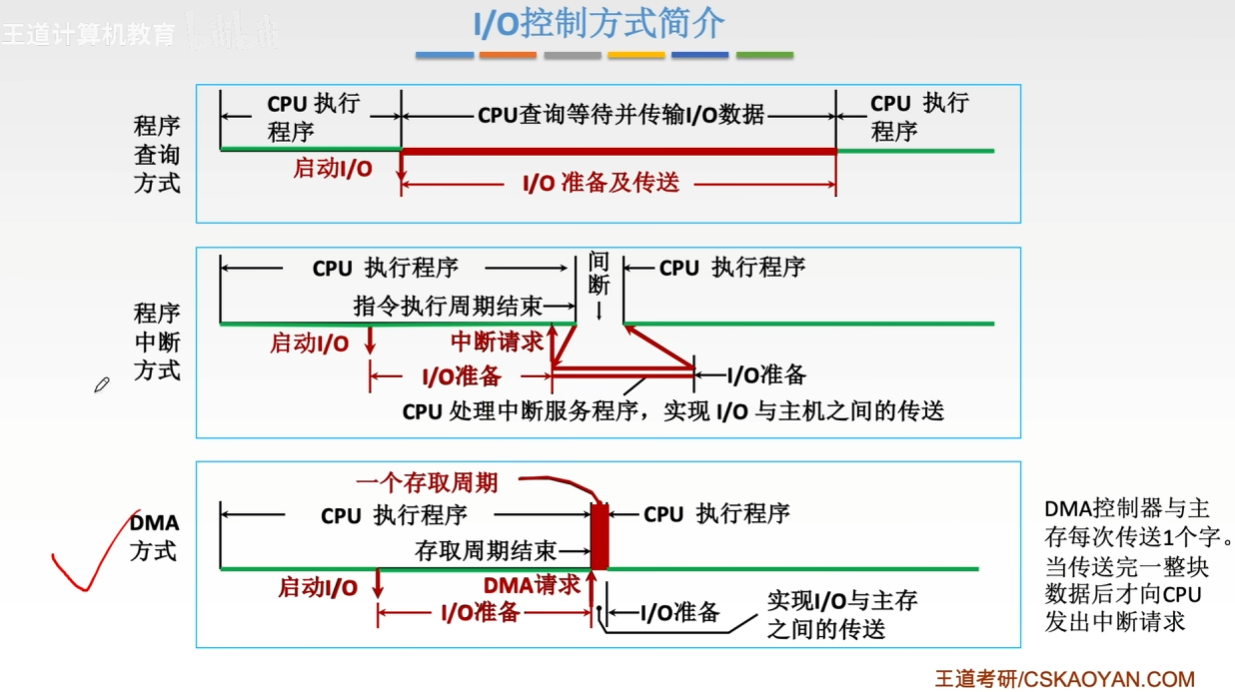 王道计算机教育
I/O控制方式简介
程序
查询
方式
CPU 执行
程序
CPU查询等待并传输I/O数据
CPU 执行
程序
启动I/O
I/O 准备及传送
程序
中断
方式
CPU 执行程序
间
断
CPU 执行程序
指令执行周期结束
启动I/O
中断请求
I/O准备
I/O准备
CPU 处理中断服务程序，实现 I/O 与主机之间的传送
DMA
方式
一个存取周期
CPU 执行程序
CPU 执行程序
存取周期结束
启动I/O
DMA请求
I/O准备
I/O准备
实现I/O与主存
之间的传送
DMA控制器与主
存每次传送1个字。
当传送完一整块
数据后才向CPU
发出中断请求
王道考研/CSKAOYAN.COM